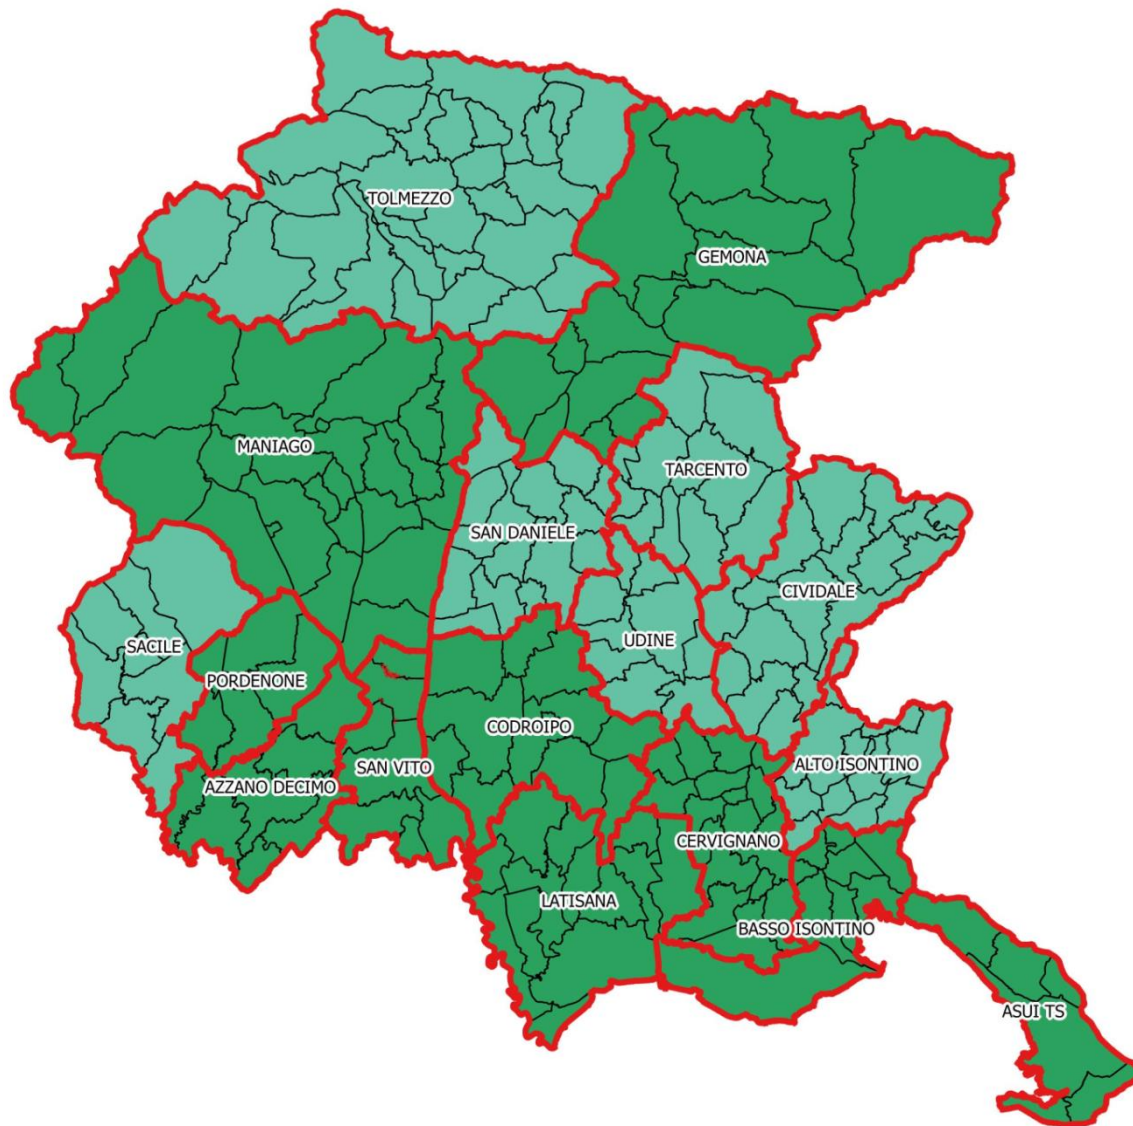 TOLMEZZO
GEMONA
MANIAGO
TARCENTO
SAN DANIELE
CIVIDALE
UDINE
SACILE
PORDENONE
CODROIPO
SAN VITO
ALTO ISONTINO
AZZANO DECIMO
CERVIGNANO
LATISANA
BASSO ISONTINO
ASUI TS